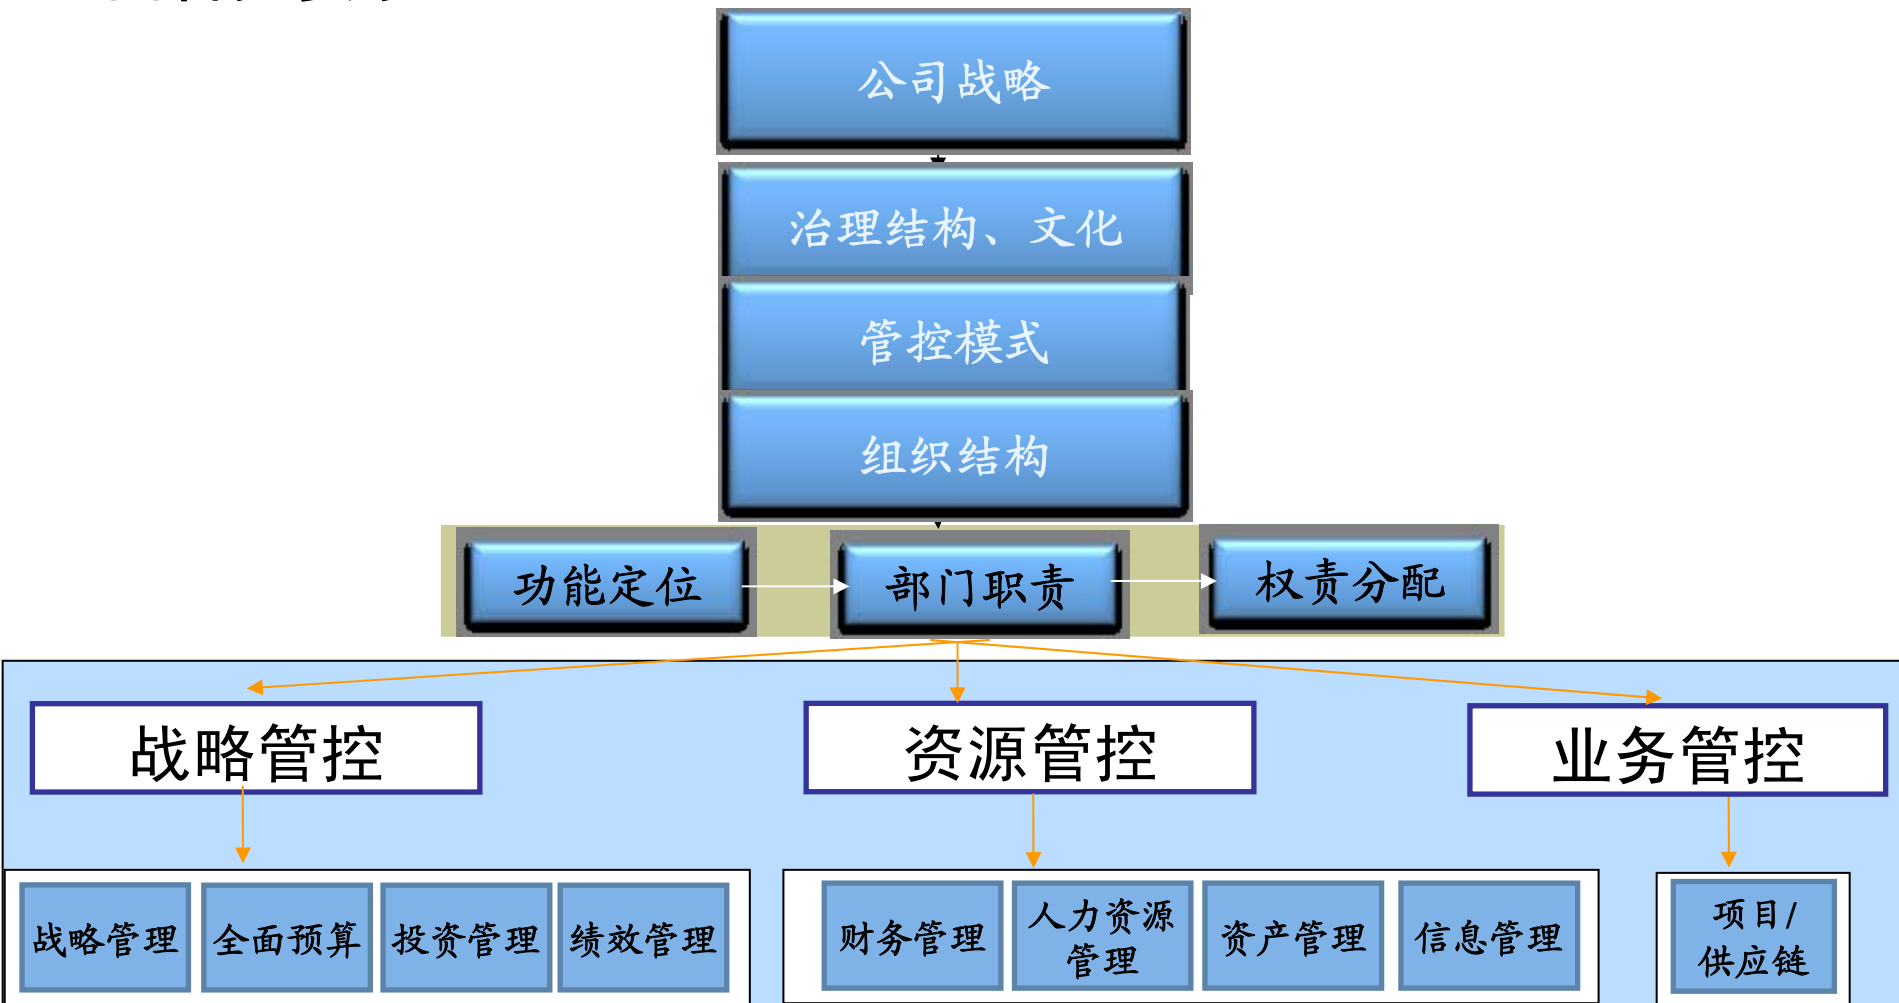 公司战略
治理结构、文化
管控模式
组织结构
功能定位
部门职责
权责分配
战略管控
资源管控
业务管控
战略管理
全面预算
投资管理
绩效管理
财务管理
人力资源
管理
资产管理
信息管理
项目/
供应链